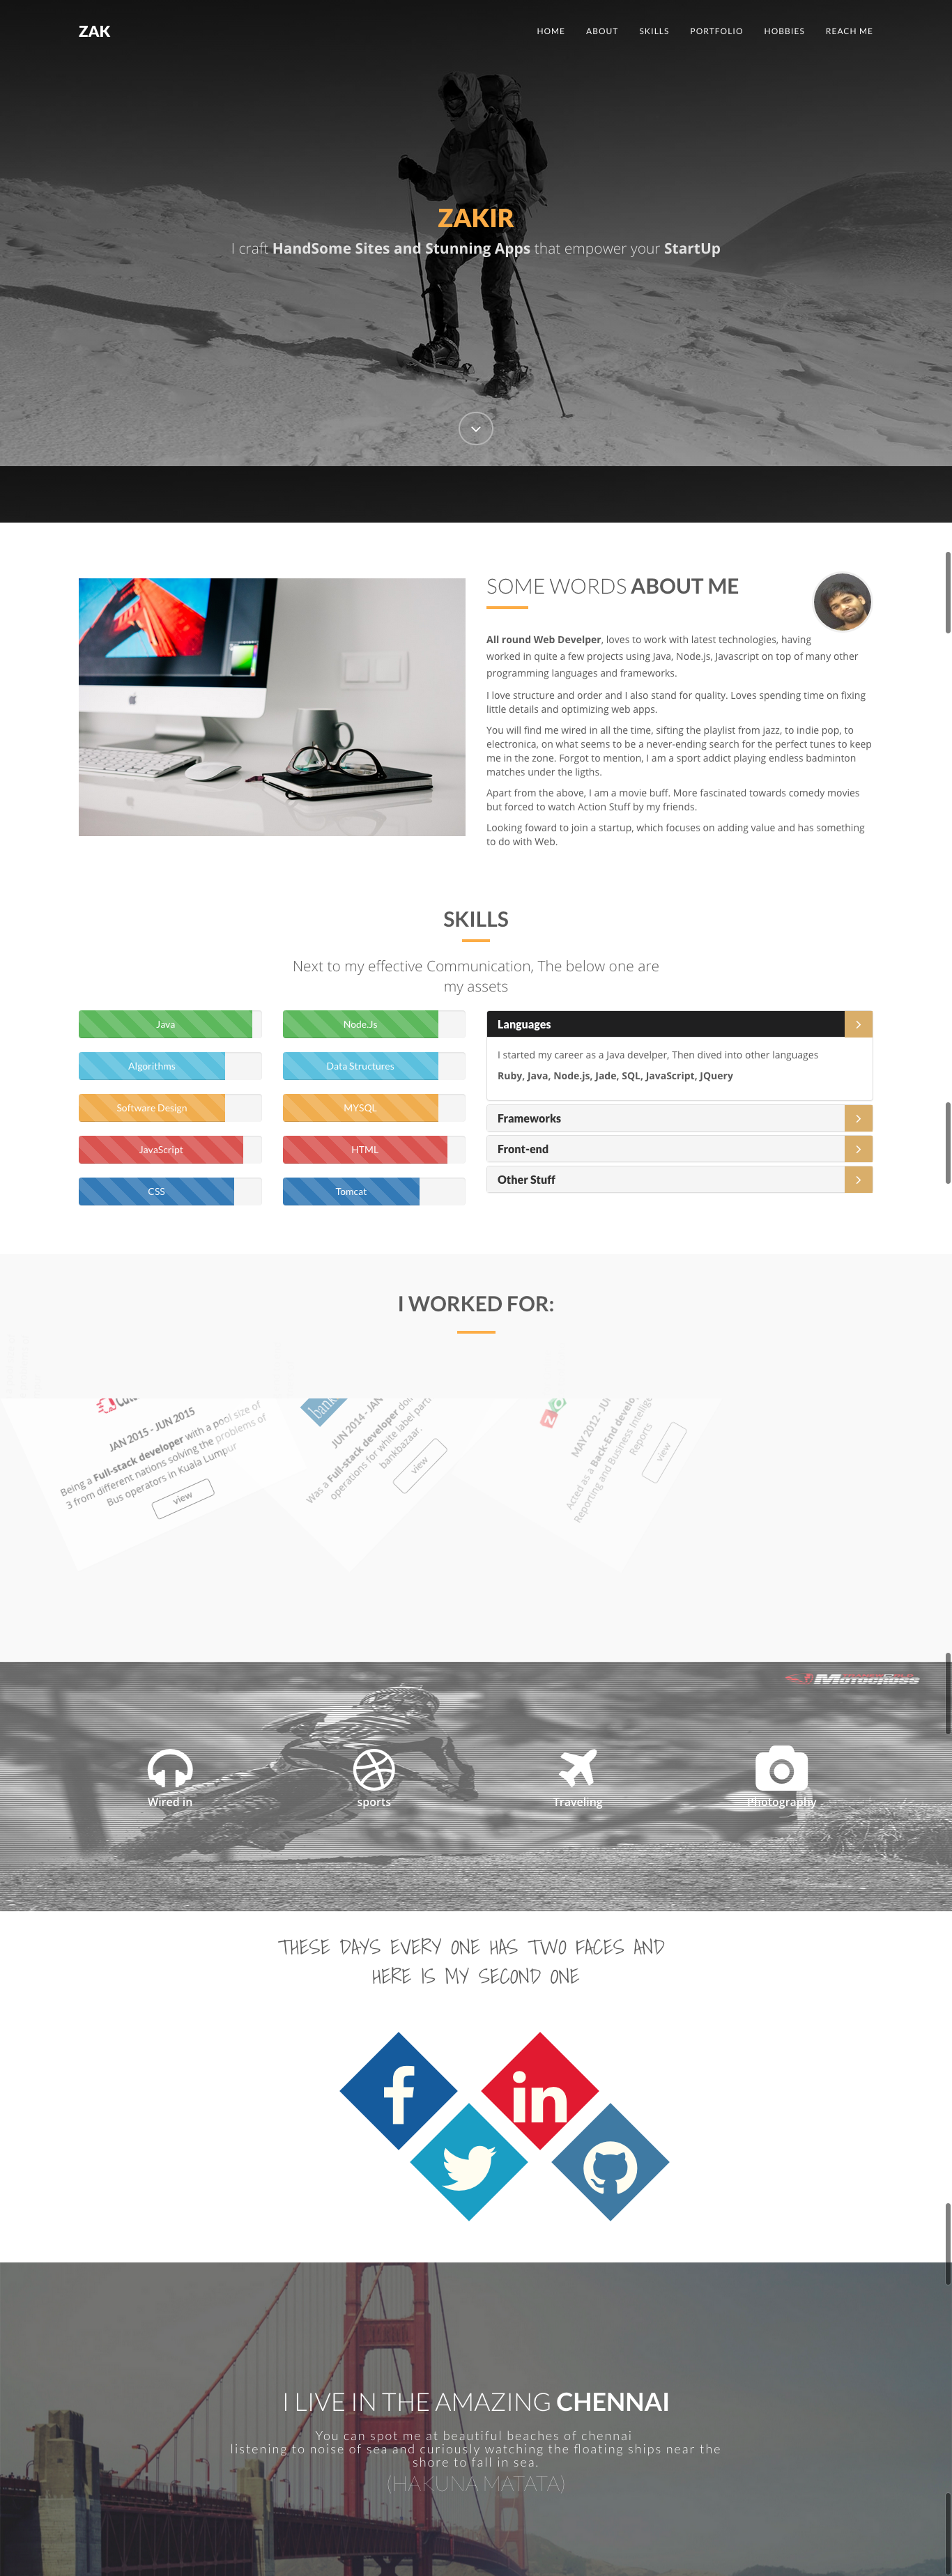 ZAK
HOME ABOUT SKILLS PORTFOLIO HOBBIES REACH ME
ZAKIR
I craft HandSome Sites and Stunning Apps that empower your StartUp
SOME WORDS ABOUT ME
All round Web Develper, loves to work with latest technologies, having
worked in quite a few projects using Java, Node.js, Javascript on top of many other
programming languages and frameworks.
I love structure and order and I also stand for quality. Loves spending time on fixing
little details and optimizing web apps.
You will find me wired in all the time, sifting the playlist from jazz, to indie pop, to
electronica, on what seems to be a never-ending search for the perfect tunes to keep
me in the zone. Forgot to mention, I am a sport addict playing endless badminton
matches under the ligths.
Apart from the above, I am a movie buff. More fascinated towards comedy movies
but forced to watch Action Stuff by my friends.
Looking foward to join a startup, which focuses on adding value and has something
to do with Web.
SKILLS
Next to my effective Communication, The below one are
my assets
Java
Node.Js
Algorithms
Data Structures
Software Design
MYSQL
JavaScript
HTML
CSS
Tomcat
Languages
I started my career as a Java develper, Then dived into other languages
Ruby, Java, Node.js, Jade, SQL, JavaScript, JQuery
Frameworks
Front-end
Other Stuff
I WORKED FOR:
JAN 2015 - JUN 2015
Being a Full-stack developer with a pool size of
3 from different nations solving the problems of
Bus operators in Kuala Lumpur
view
bank
JUN 2014 - JAN
Was a Full-stack developer
operations for white label
bankbazaar.
view
MAY 2012 -
Acted as a Back-End
Reporting and Business
Reports
view
Motocross
Wired in
sports
Traveling
Photography
THESE DAYS EVERY ONE HAS TWO FACES AND
HERE IS MY SECOND ONE
f
in
I LIVE IN THE AMAZING CHENNAI
You can spot me at beautiful beaches of chennai
listening to noise of sea and curiously watching the floating ships near the
shore to fall in sea.
(HAKUNA MATATA)